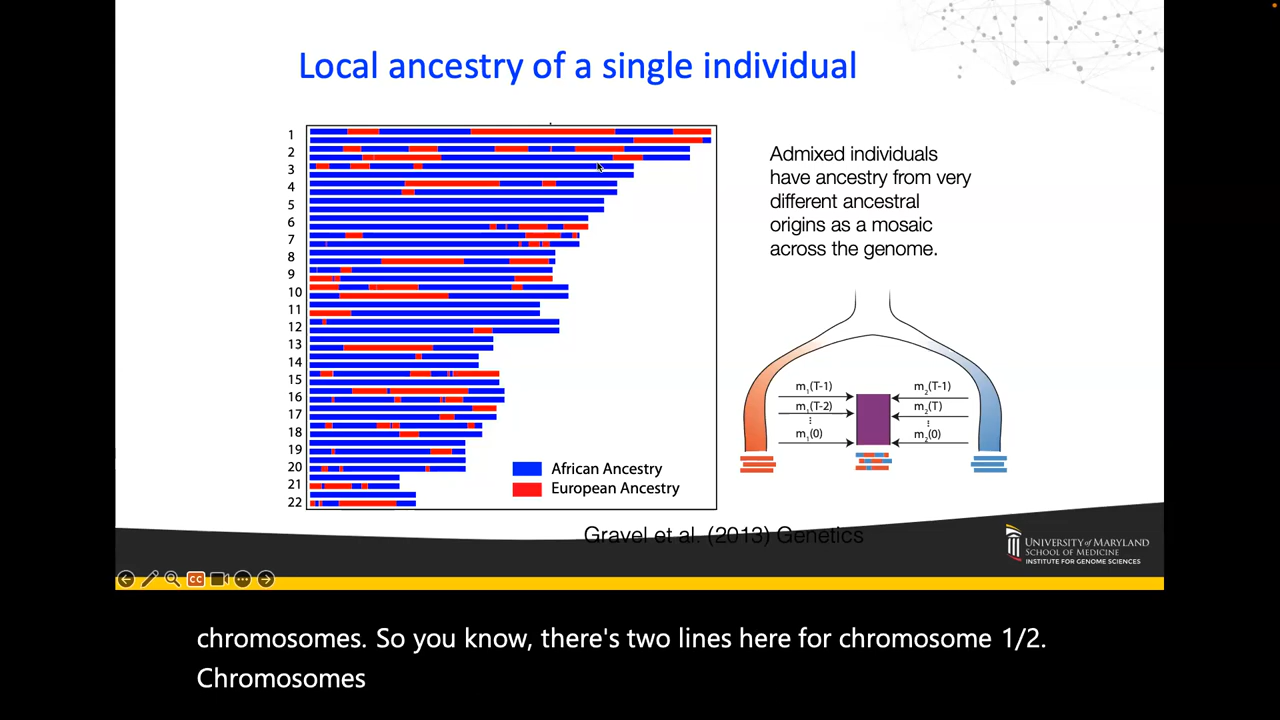 Local ancestry of a single individual
1
2
3
4
5
6
7
8
9
10
11
12
13
14
15
16
17
18
19
20
21
22
African Ancestry
European Ancestry
Admixed individuals
have ancestry from very
different ancestral
origins as a mosaic
across the genome.
m₁(T-1) m₂(T-1)
m₁(T-2) m₂(T)
⋮ ⋮
m₁(0) m₂(0)
Gravel et al. (2013) Genetics
UNIVERSITY of MARYLAND
SCHOOL OF MEDICINE
INSTITUTE FOR GENOME SCIENCES
CC
chromosomes. So you know, there's two lines here for chromosome 1/2.
Chromosomes